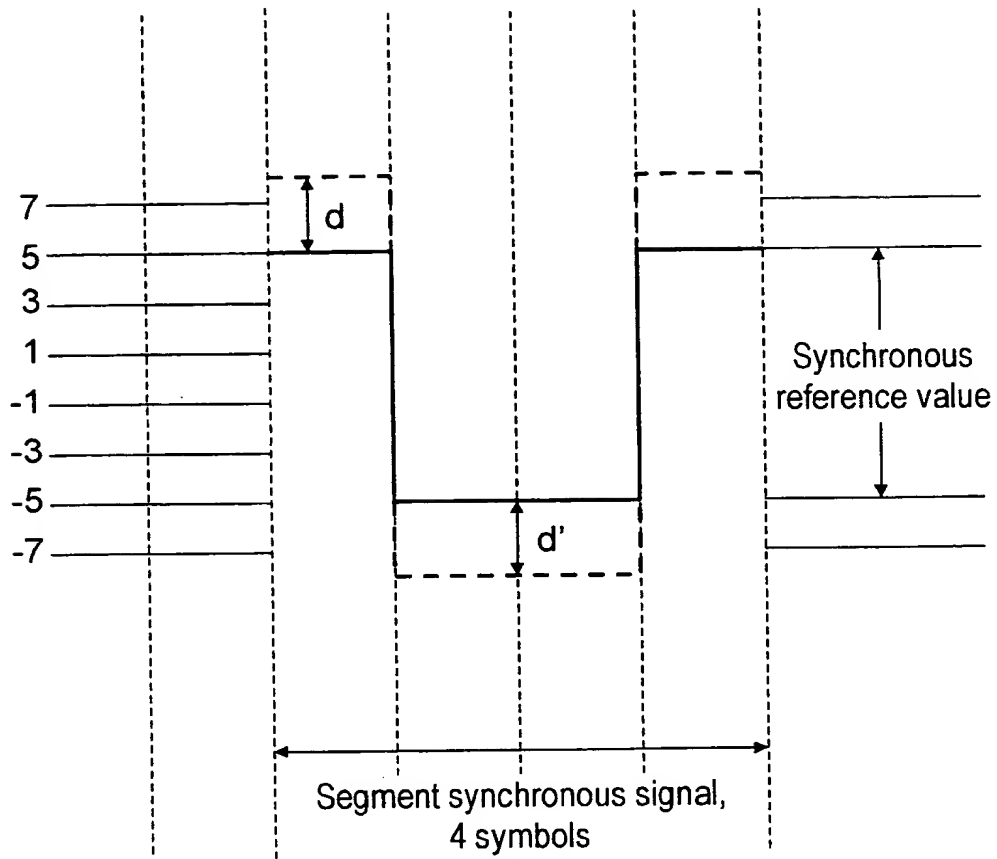 7
d
5
3
1
Synchronous
reference value
-1
-3
-5
d'
-7
Segment synchronous signal,
4 symbols